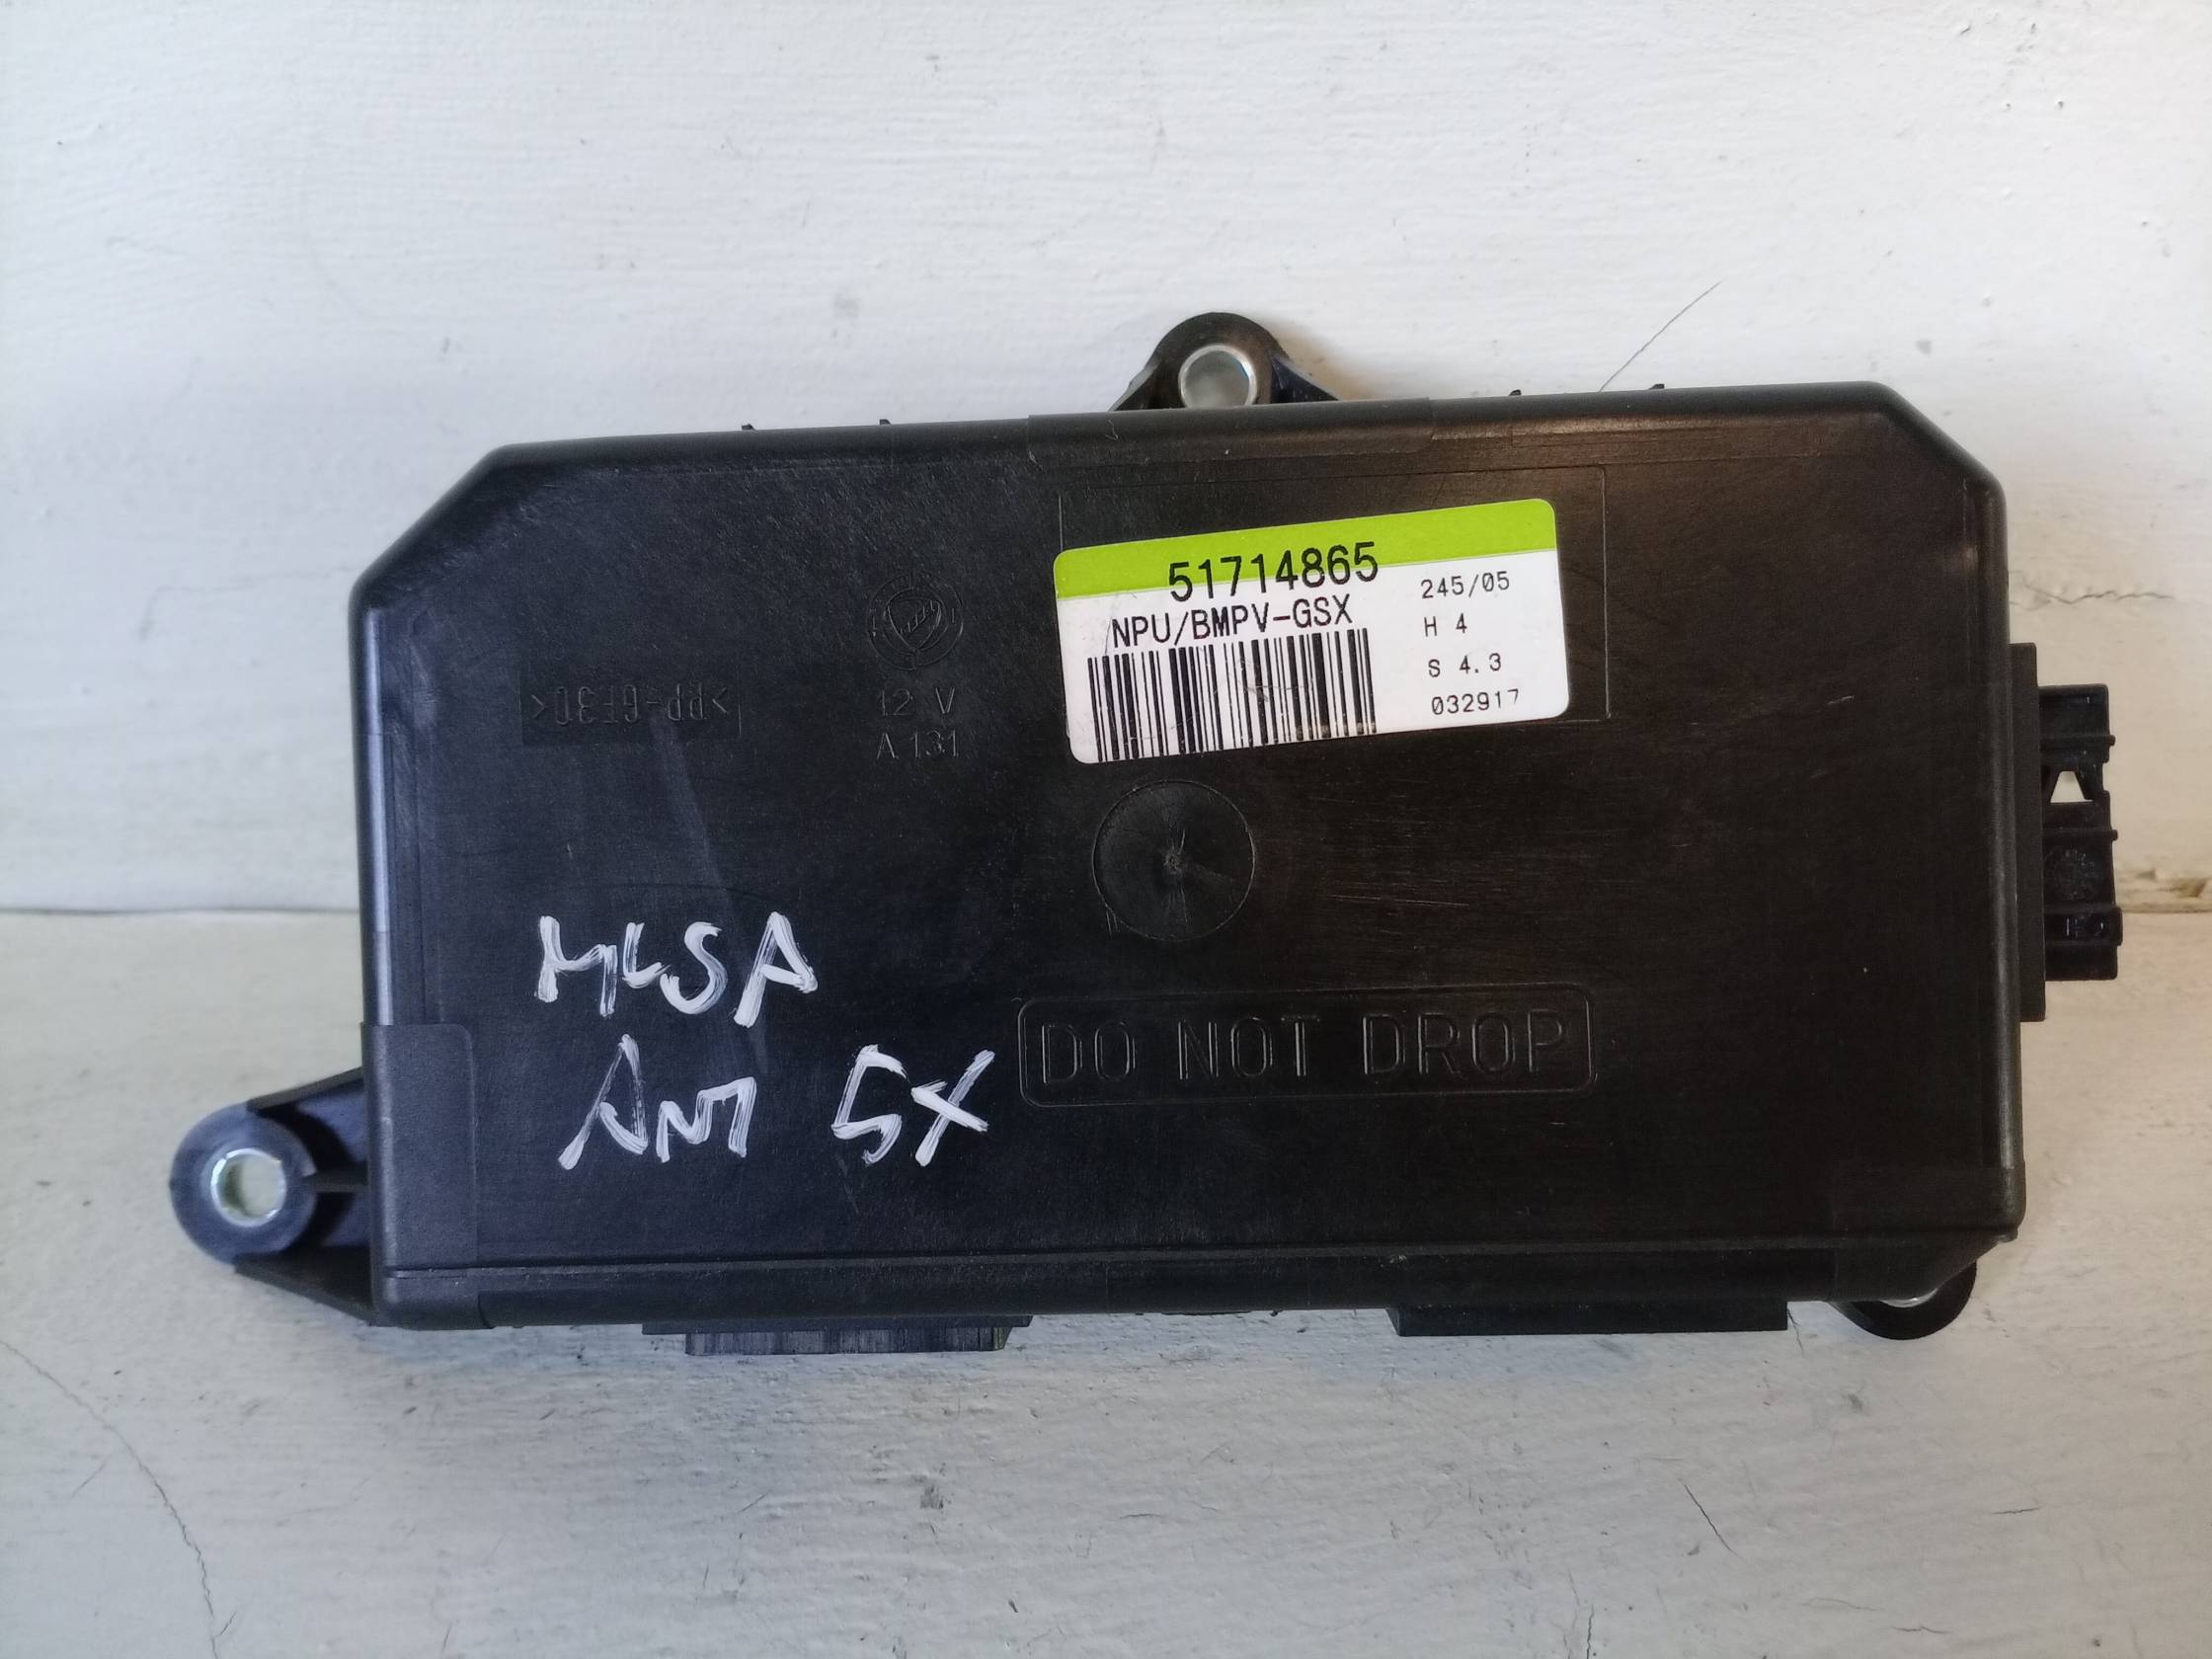 51714865
NPU/BMPV-GSX
245/05
H 4
S 4.3
032917
>PP-GF30<
12 V
A 131
DO NOT DROP
ANT SX